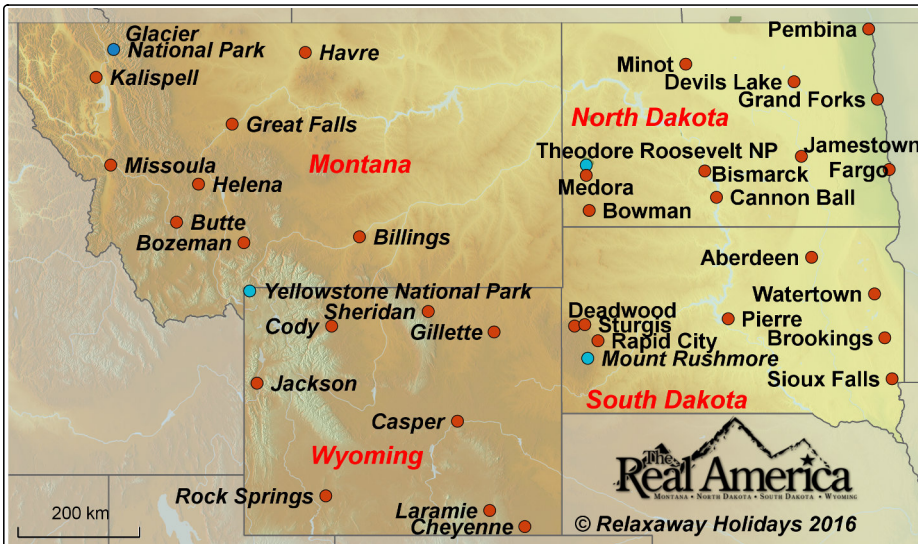 Glacier
National Park
Havre
Pembina
Kalispell
Minot
Devils Lake
Grand Forks
Great Falls
North Dakota
Montana
Theodore Roosevelt NP
Jamestown
Missoula
Helena
Medora
Bismarck
Fargo
Cannon Ball
Butte
Bowman
Bozeman
Billings
Aberdeen
Yellowstone National Park
Watertown
Sheridan
Deadwood
Cody
Gillette
Sturgis
Pierre
Rapid City
Brookings
Mount Rushmore
Jackson
Sioux Falls
South Dakota
Casper
Wyoming
The
Real America
MONTANA • NORTH DAKOTA • SOUTH DAKOTA • WYOMING
Rock Springs
Laramie
200 km
Cheyenne
© Relaxaway Holidays 2016